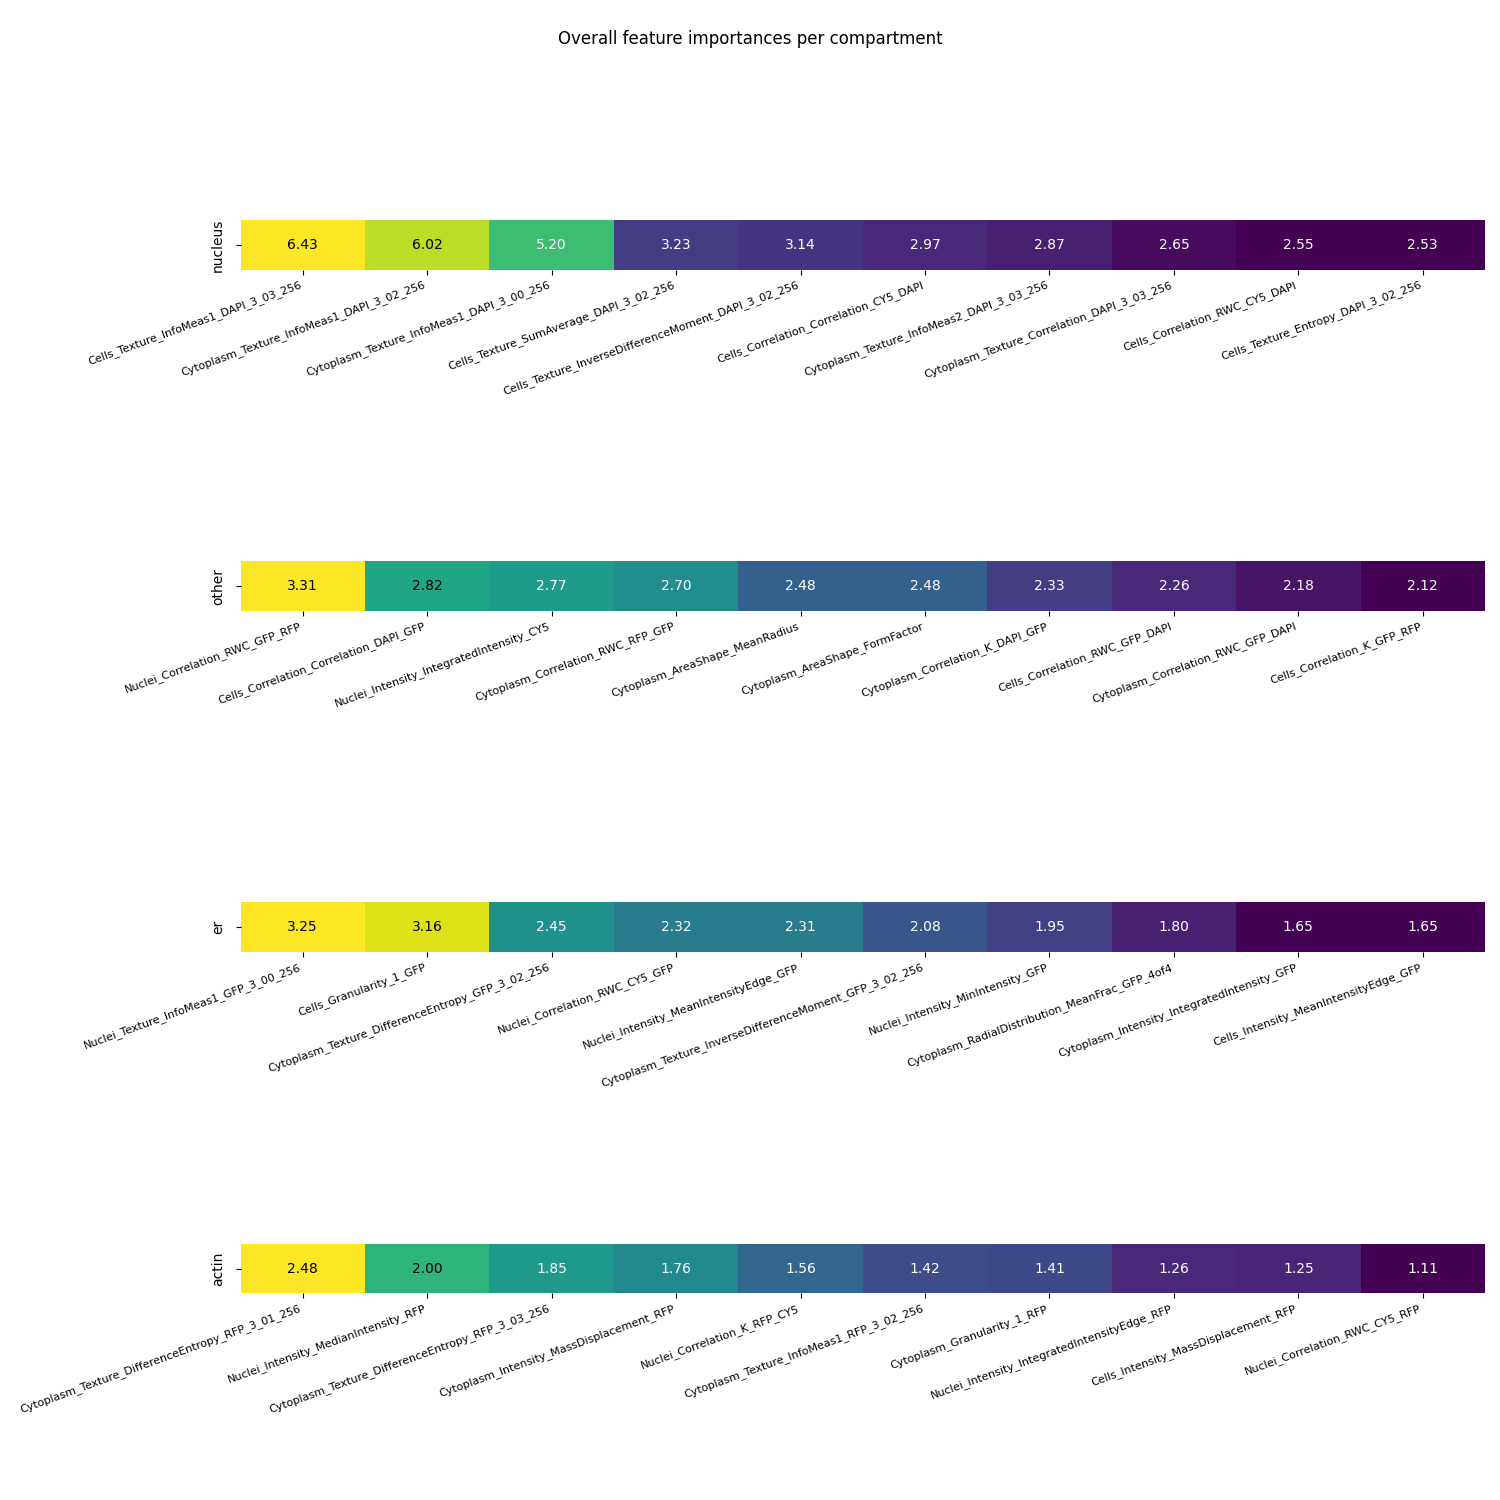 Overall feature importances per compartment
nucleus
6.43 6.02 5.20 3.23 3.14 2.97 2.87 2.65 2.55 2.53
Cells_Texture_InfoMeas1_DAPI_3_03_256
Cytoplasm_Texture_InfoMeas1_DAPI_3_02_256
Cytoplasm_Texture_InfoMeas1_DAPI_3_00_256
Cells_Texture_SumAverage_DAPI_3_02_256
Cells_Texture_InverseDifferenceMoment_DAPI_3_02_256
Cells_Correlation_Correlation_CY5_DAPI
Cytoplasm_Texture_InfoMeas2_DAPI_3_03_256
Cytoplasm_Texture_Correlation_DAPI_3_03_256
Cells_Correlation_RWC_CY5_DAPI
Cells_Texture_Entropy_DAPI_3_02_256
other
3.31 2.82 2.77 2.70 2.48 2.48 2.33 2.26 2.18 2.12
Nuclei_Correlation_RWC_GFP_RFP
Cells_Correlation_Correlation_DAPI_GFP
Nuclei_Intensity_IntegratedIntensity_CY5
Cytoplasm_Correlation_RWC_RFP_GFP
Cytoplasm_AreaShape_MeanRadius
Cytoplasm_AreaShape_FormFactor
Cytoplasm_Correlation_K_DAPI_GFP
Cells_Correlation_RWC_GFP_DAPI
Cytoplasm_Correlation_RWC_GFP_DAPI
Cells_Correlation_K_GFP_RFP
er
3.25 3.16 2.45 2.32 2.31 2.08 1.95 1.80 1.65 1.65
Nuclei_Texture_InfoMeas1_GFP_3_00_256
Cells_Granularity_1_GFP
Cytoplasm_Texture_DifferenceEntropy_GFP_3_02_256
Nuclei_Correlation_RWC_CY5_GFP
Nuclei_Intensity_MeanIntensityEdge_GFP
Cytoplasm_Texture_InverseDifferenceMoment_GFP_3_02_256
Nuclei_Intensity_MinIntensity_GFP
Cytoplasm_RadialDistribution_MeanFrac_GFP_4of4
Cytoplasm_Intensity_IntegratedIntensity_GFP
Cells_Intensity_MeanIntensityEdge_GFP
actin
2.48 2.00 1.85 1.76 1.56 1.42 1.41 1.26 1.25 1.11
Cytoplasm_Texture_DifferenceEntropy_RFP_3_01_256
Nuclei_Intensity_MedianIntensity_RFP
Cytoplasm_Texture_DifferenceEntropy_RFP_3_03_256
Cytoplasm_Intensity_MassDisplacement_RFP
Nuclei_Correlation_K_RFP_CY5
Cytoplasm_Texture_InfoMeas1_RFP_3_02_256
Cytoplasm_Granularity_1_RFP
Nuclei_Intensity_IntegratedIntensityEdge_RFP
Cells_Intensity_MassDisplacement_RFP
Nuclei_Correlation_RWC_CY5_RFP